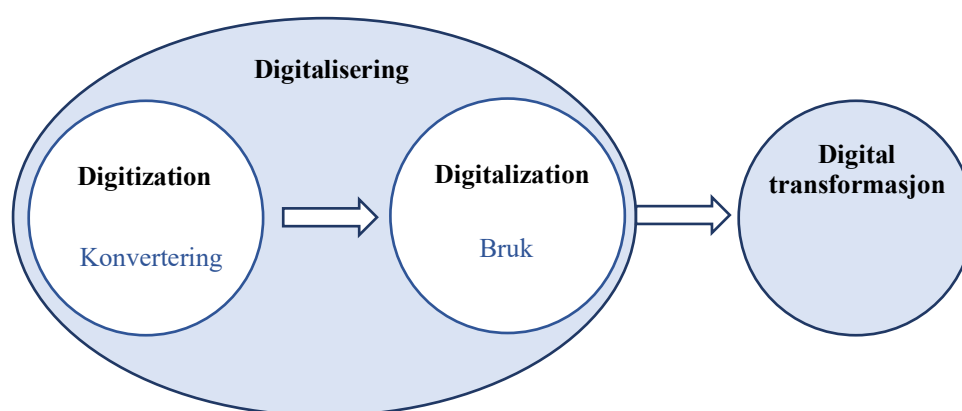 Digitalisering
Digitization
Konvertering
Digitalization
Bruk
Digital
transformasjon